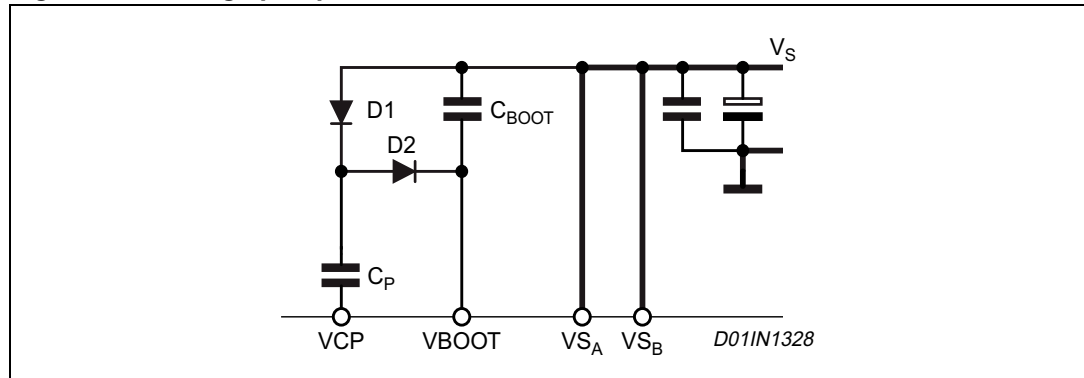 V_S
D1
C_BOOT
D2
C_P
VCP
VBOOT
VS_A
VS_B
D01IN1328